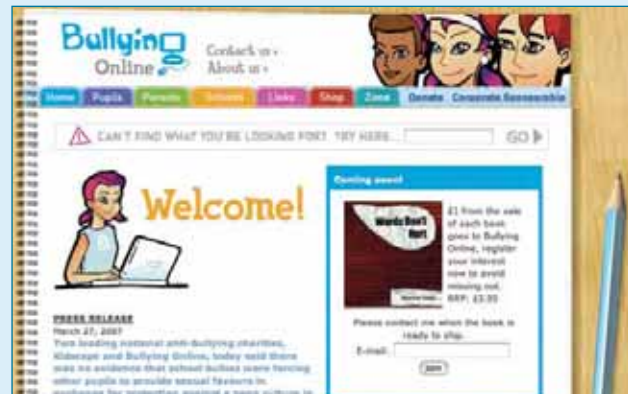 Bullying
Online
Contact us
About us
Home Pupils Parents Schools Links Shop Zone Donate Corporate Sponsorship
CAN'T FIND WHAT YOU'RE LOOKING FOR? TRY HERE... GO
Welcome!
Coming soon!
Words Don't
Hurt
£1 from the sale
of each book
goes to Bullying
Online, register
your interest
now to avoid
missing out.
RRP: £5.95
Please contact me when the book is
ready to ship.
E-mail:
Join
PRESS RELEASE
March 27, 2007
Two leading national anti-bullying charities,
Kidscape and Bullying Online, today said there
was no evidence that school bullies were forcing
other pupils to provide sexual favours in